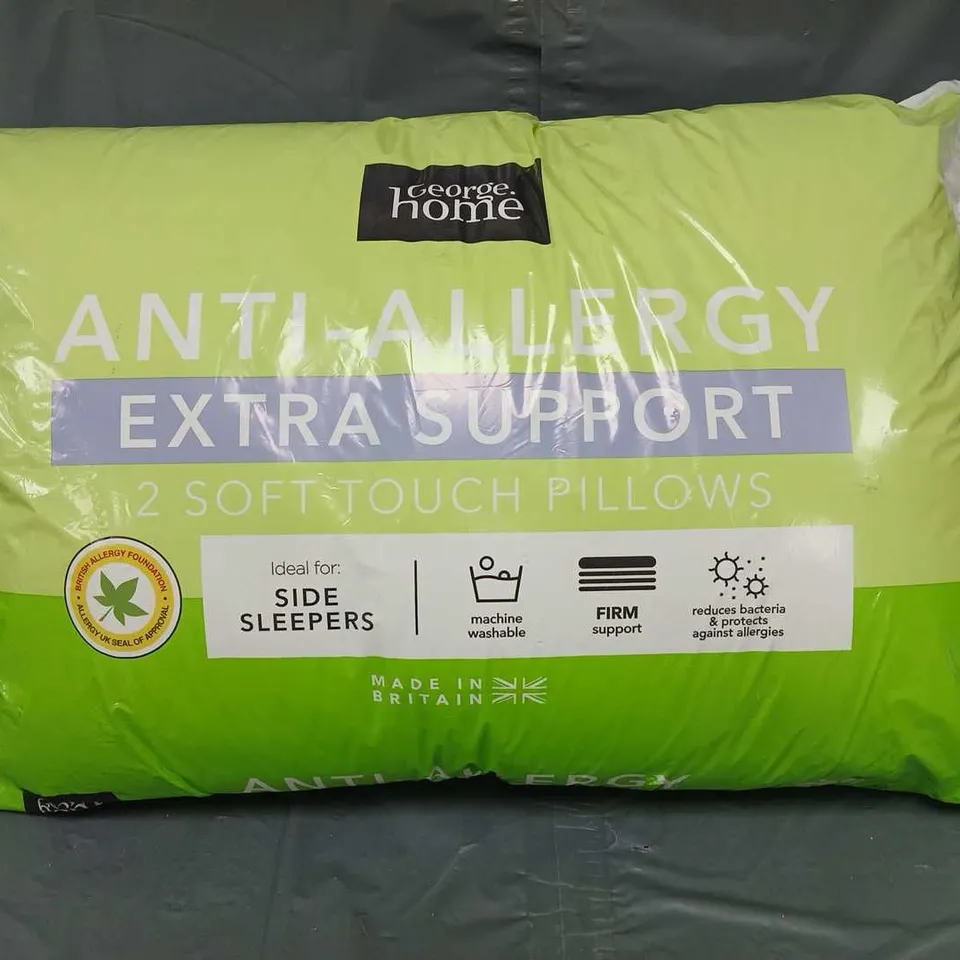 George.
home
ANTI-ALLERGY
EXTRA SUPPORT
2 SOFT TOUCH PILLOWS
BRITISH ALLERGY FOUNDATION
ALLERGY UK SEAL OF APPROVAL
Ideal for:
SIDE
SLEEPERS
machine
washable
FIRM
support
reduces bacteria
& protects
against allergies
MADE IN
BRITAIN
ANTI-ALLERGY
home